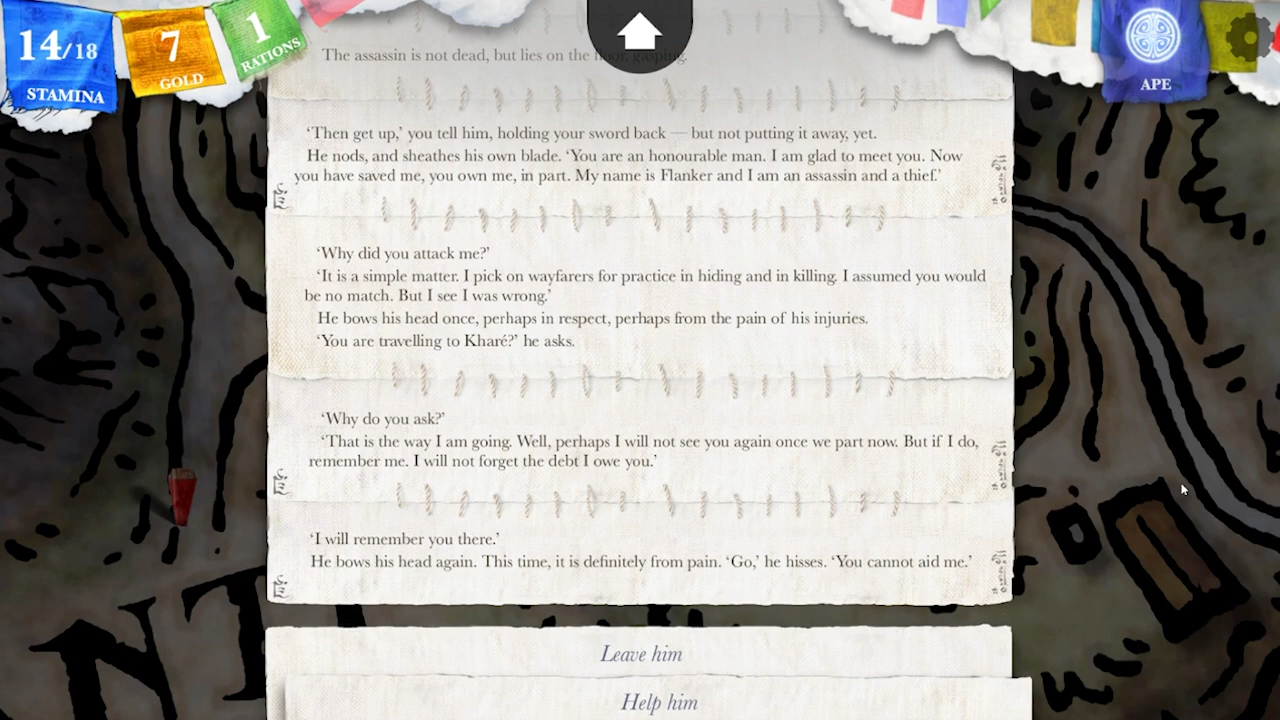 14/18
STAMINA
7
GOLD
1
RATIONS
APE
The assassin is not dead, but lies on the floor, gasping.
‘Then get up,’ you tell him, holding your sword back — but not putting it away, yet.
He nods, and sheathes his own blade. ‘You are an honourable man. I am glad to meet you. Now
you have saved me, you own me, in part. My name is Flanker and I am an assassin and a thief.’
‘Why did you attack me?’
‘It is a simple matter. I pick on wayfarers for practice in hiding and in killing. I assumed you would
be no match. But I see I was wrong.’
He bows his head once, perhaps in respect, perhaps from the pain of his injuries.
‘You are travelling to Kharé?’ he asks.
‘Why do you ask?’
‘That is the way I am going. Well, perhaps I will not see you again once we part now. But if I do,
remember me. I will not forget the debt I owe you.’
‘I will remember you there.’
He bows his head again. This time, it is definitely from pain. ‘Go,’ he hisses. ‘You cannot aid me.’
Leave him
Help him